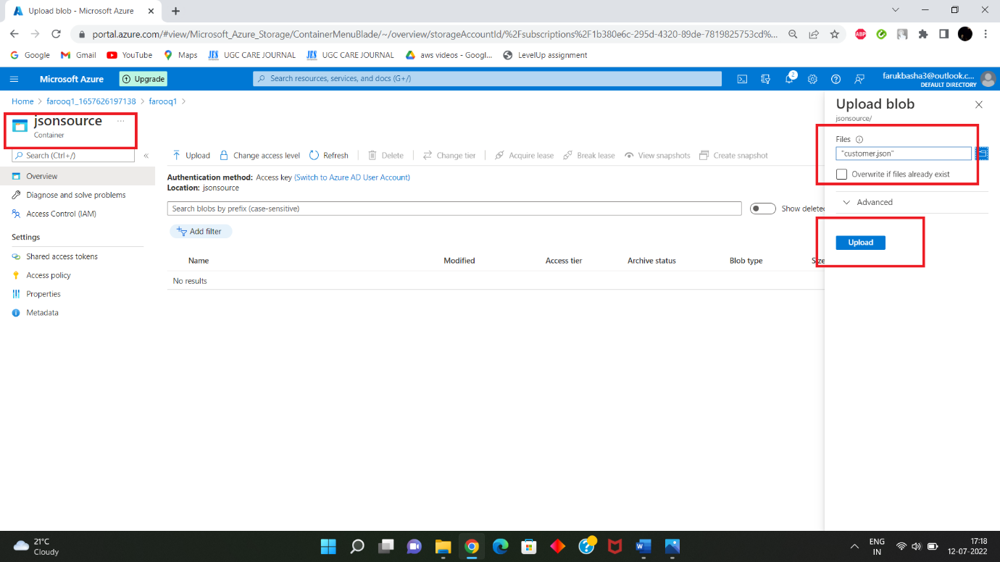 Upload blob - Microsoft Azure
portal.azure.com/#view/Microsoft_Azure_Storage/ContainerMenuBlade/~/overview/storageAccountId/%2Fsubscriptions%2F1b380e6c-295d-4320-89de-7819825753cd%...
ABP
Google
Gmail
YouTube
Maps
JES UGC CARE JOURNAL
JES UGC CARE JOURNAL
aws videos - Googl...
LevelUp assignment
Microsoft Azure
Upgrade
Search resources, services, and docs (G+/)
2
farukbasha3@outlook.c...
DEFAULT DIRECTORY
Home > farooq1_1657626197138 > farooq1 >
jsonsource ...
Container
Search (Ctrl+/)
«
Overview
Diagnose and solve problems
Access Control (IAM)
Settings
Shared access tokens
Access policy
Properties
Metadata
Upload
Change access level
Refresh
Delete
Change tier
Acquire lease
Break lease
View snapshots
Create snapshot
Authentication method: Access key (Switch to Azure AD User Account)
Location: jsonsource
Search blobs by prefix (case-sensitive)
Show deleted
Add filter
Name
Modified
Access tier
Archive status
Blob type
Size
No results
Upload blob
jsonsource/
Files
"customer.json"
Overwrite if files already exist
Advanced
Upload
21°C
Cloudy
ENG
IN
17:18
12-07-2022